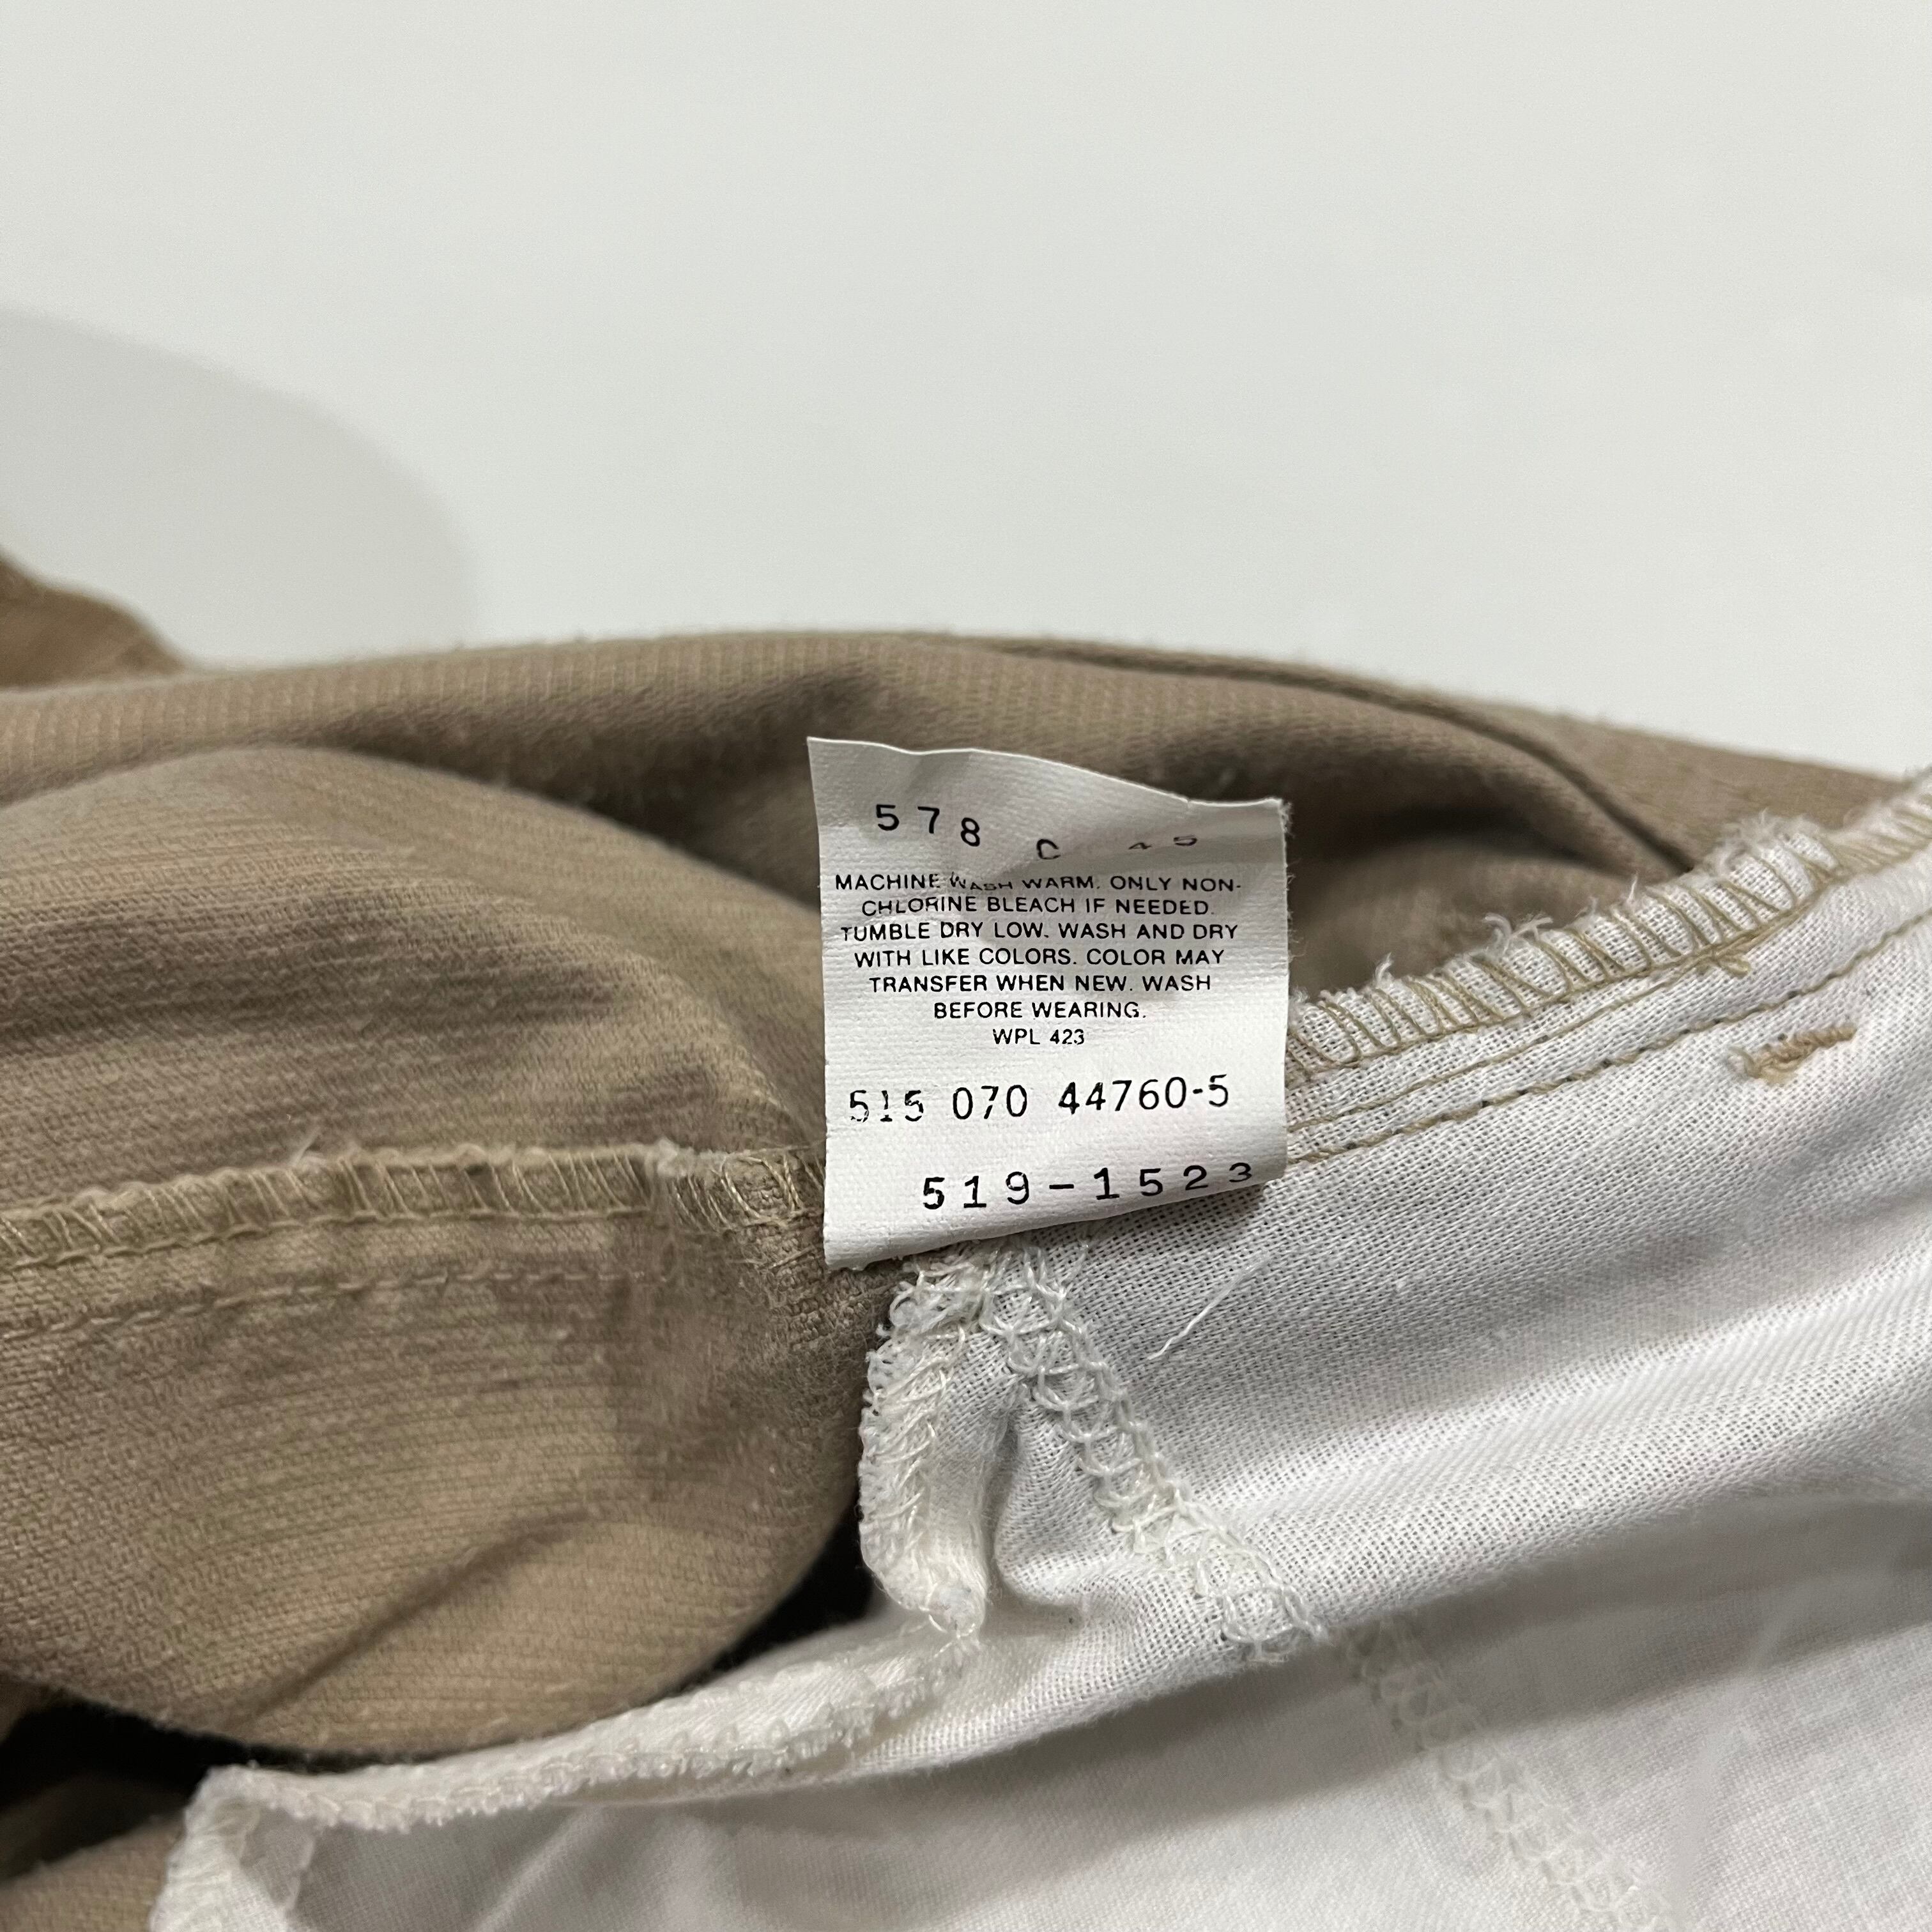 578 C 45
MACHINE WASH WARM. ONLY NON-
CHLORINE BLEACH IF NEEDED.
TUMBLE DRY LOW. WASH AND DRY
WITH LIKE COLORS. COLOR MAY
TRANSFER WHEN NEW. WASH
BEFORE WEARING.
WPL 423
515 070 44760-5
519-1523